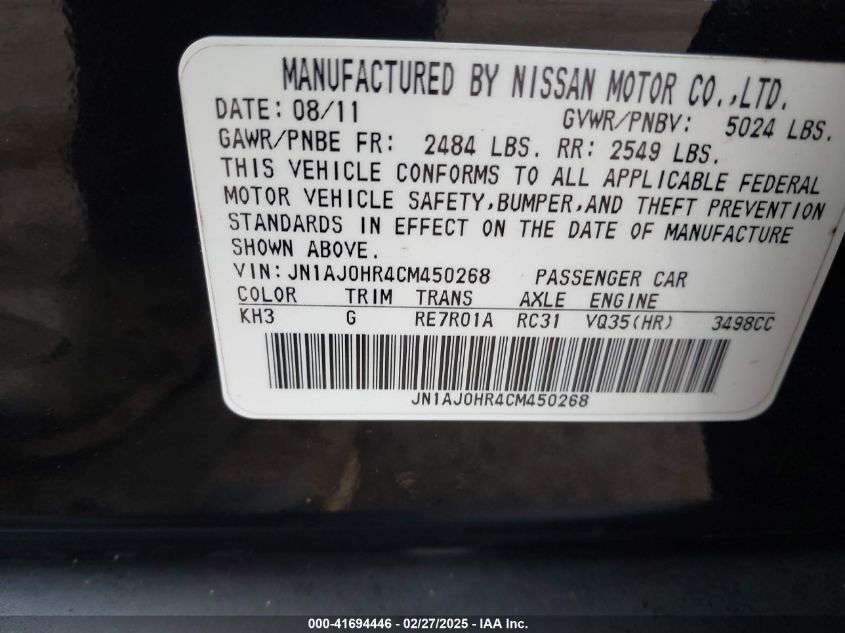 MANUFACTURED BY NISSAN MOTOR CO.,LTD.
DATE: 08/11 GVWR/PNBV: 5024 LBS.
GAWR/PNBE FR: 2484 LBS. RR: 2549 LBS.
THIS VEHICLE CONFORMS TO ALL APPLICABLE FEDERAL
MOTOR VEHICLE SAFETY,BUMPER,AND THEFT PREVENTION
STANDARDS IN EFFECT ON THE DATE OF MANUFACTURE
SHOWN ABOVE.
VIN: JN1AJ0HR4CM450268 PASSENGER CAR
COLOR TRIM TRANS AXLE ENGINE
KH3 G RE7R01A RC31 VQ35(HR) 3498CC
JN1AJ0HR4CM450268
000-41694446 - 02/27/2025 - IAA Inc.